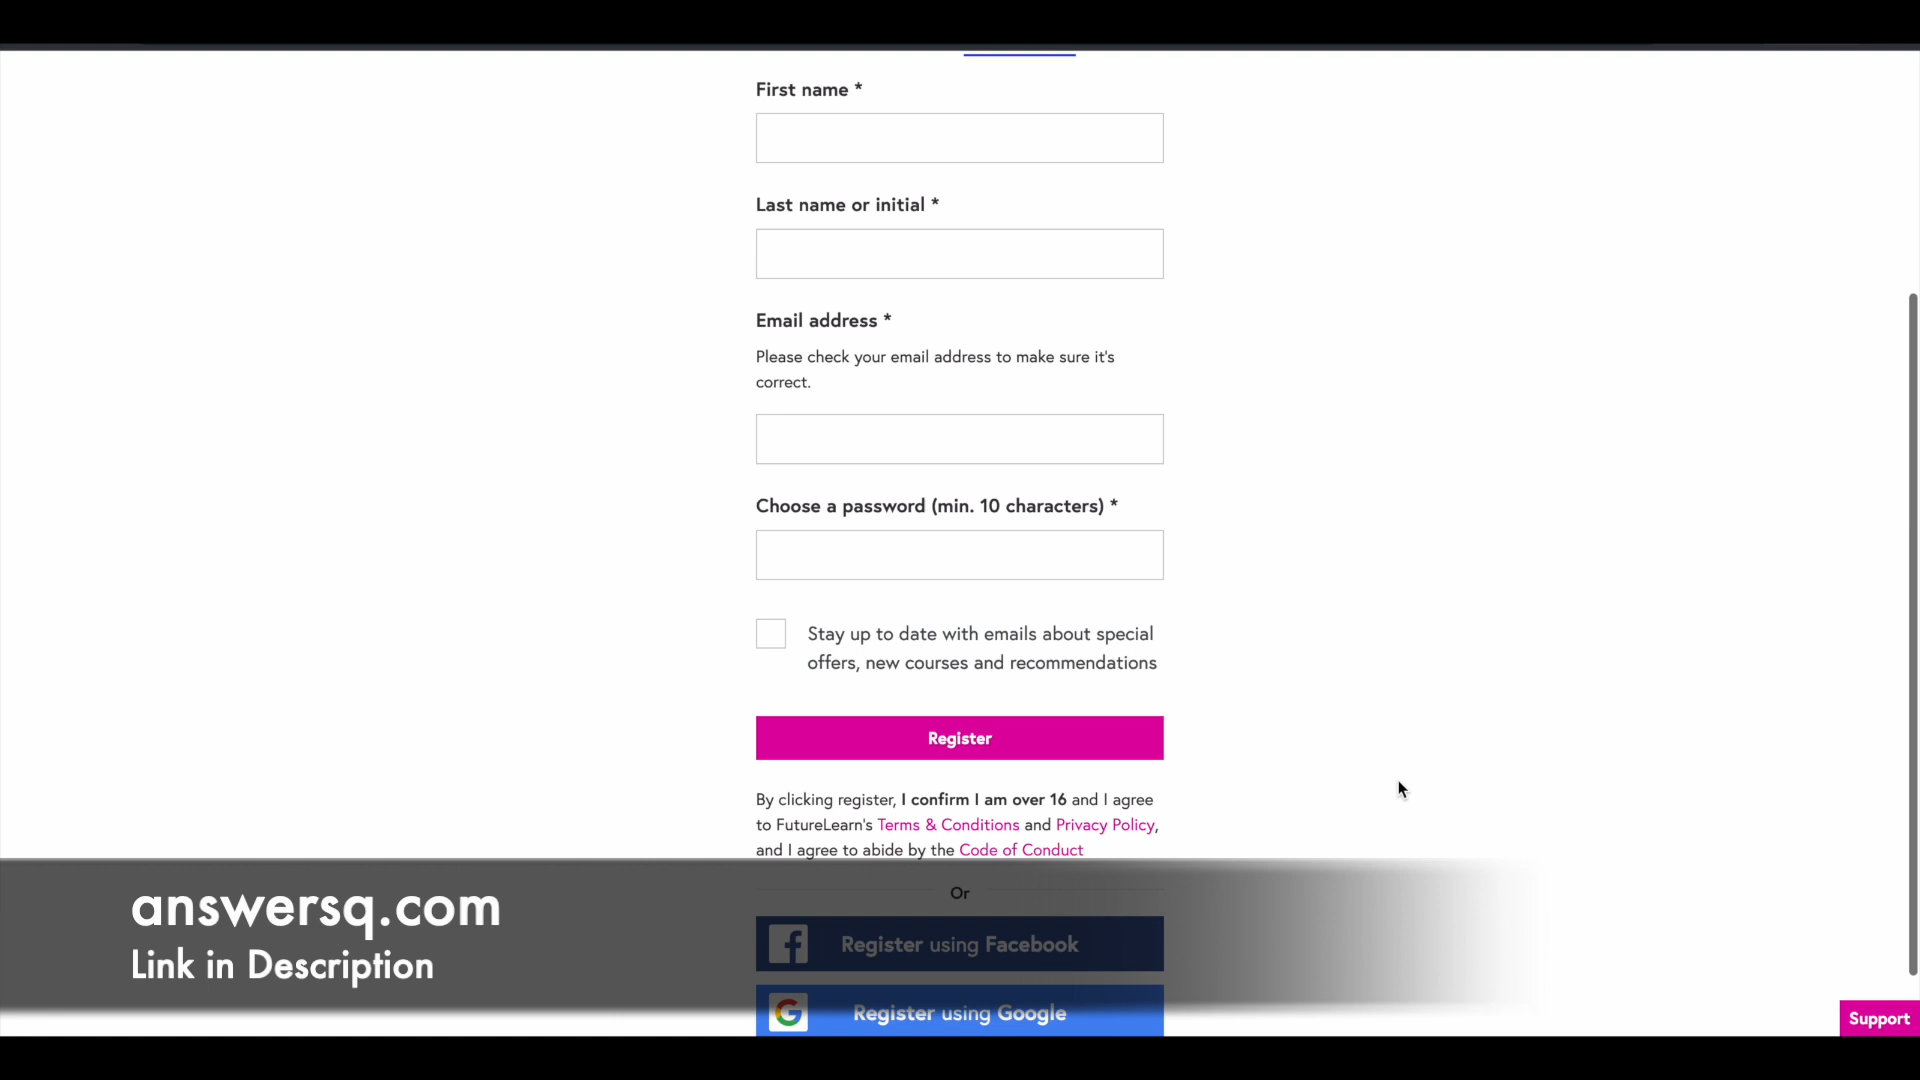 First name *
Last name or initial *
Email address *
Please check your email address to make sure it's
correct.
Choose a password (min. 10 characters) *
Stay up to date with emails about special
offers, new courses and recommendations
Register
By clicking register, I confirm I am over 16 and I agree
to FutureLearn's Terms & Conditions and Privacy Policy,
and I agree to abide by the Code of Conduct
Or
Register using Facebook
Register using Google
answersq.com
Link in Description
Support